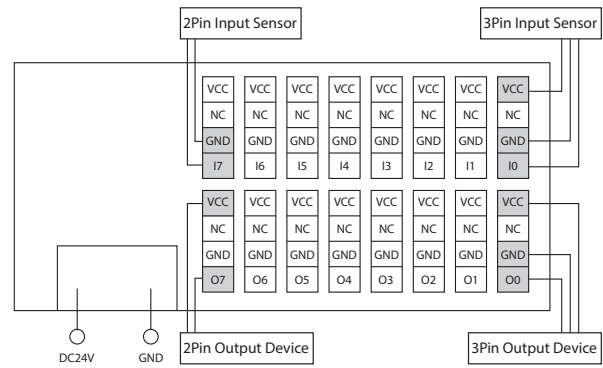 2Pin Input Sensor 3Pin Input Sensor
VCC VCC VCC VCC VCC VCC VCC VCC
NC NC NC NC NC NC NC NC
GND GND GND GND GND GND GND GND
I7 I6 I5 I4 I3 I2 I1 I0
VCC VCC VCC VCC VCC VCC VCC VCC
NC NC NC NC NC NC NC NC
GND GND GND GND GND GND GND GND
O7 O6 O5 O4 O3 O2 O1 O0
DC24V GND 2Pin Output Device 3Pin Output Device